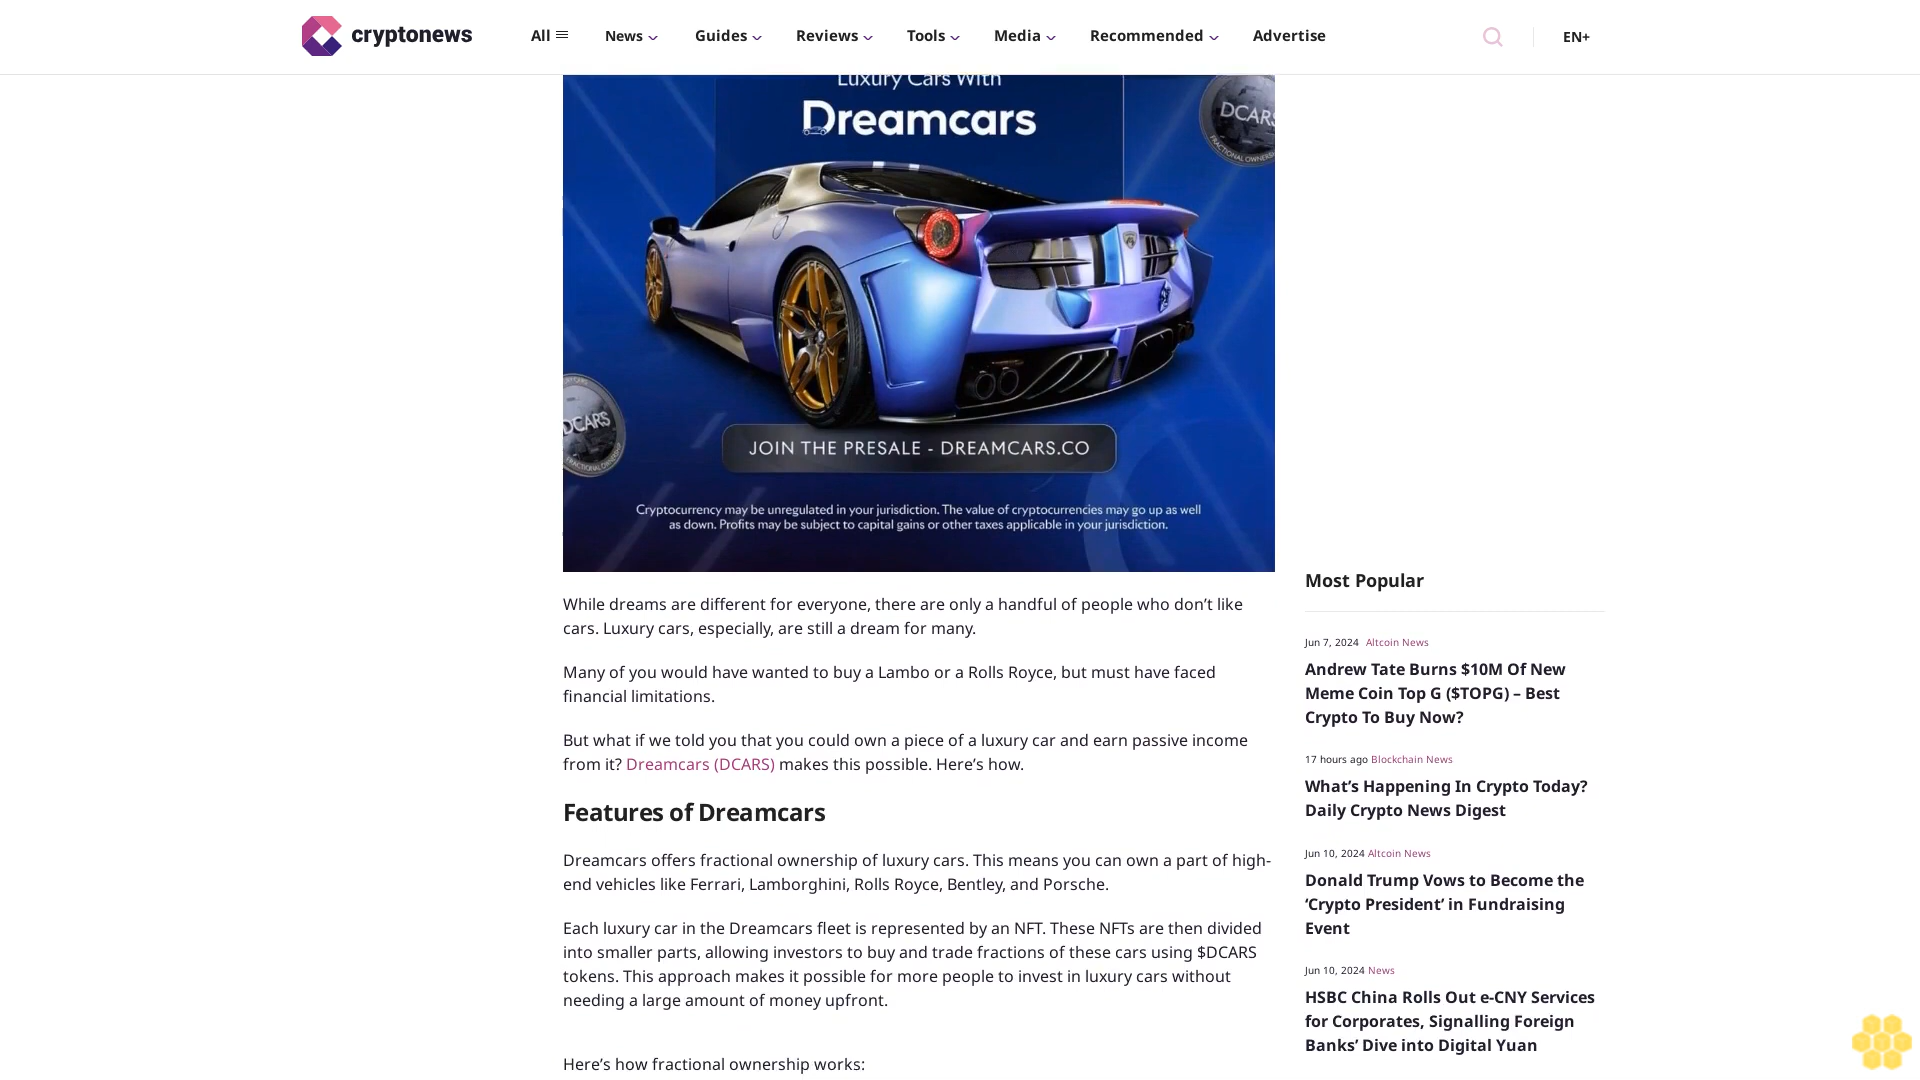 cryptonews
All
News
Guides
Reviews
Tools
Media
Recommended
Advertise
EN+
Luxury Cars With
Dreamcars
DCARS
FRACTIONAL OWNERSHIP
DCARS
FRACTIONAL OWNERSHIP
JOIN THE PRESALE - DREAMCARS.CO
Cryptocurrency may be unregulated in your jurisdiction. The value of cryptocurrencies may go up as well
as down. Profits may be subject to capital gains or other taxes applicable in your jurisdiction.
While dreams are different for everyone, there are only a handful of people who don’t like
cars. Luxury cars, especially, are still a dream for many.
Many of you would have wanted to buy a Lambo or a Rolls Royce, but must have faced
financial limitations.
But what if we told you that you could own a piece of a luxury car and earn passive income
from it? Dreamcars (DCARS) makes this possible. Here’s how.
Features of Dreamcars
Dreamcars offers fractional ownership of luxury cars. This means you can own a part of high-
end vehicles like Ferrari, Lamborghini, Rolls Royce, Bentley, and Porsche.
Each luxury car in the Dreamcars fleet is represented by an NFT. These NFTs are then divided
into smaller parts, allowing investors to buy and trade fractions of these cars using $DCARS
tokens. This approach makes it possible for more people to invest in luxury cars without
needing a large amount of money upfront.
Here’s how fractional ownership works:
Most Popular
Jun 7, 2024 Altcoin News
Andrew Tate Burns $10M Of New
Meme Coin Top G ($TOPG) – Best
Crypto To Buy Now?
17 hours ago Blockchain News
What’s Happening In Crypto Today?
Daily Crypto News Digest
Jun 10, 2024 Altcoin News
Donald Trump Vows to Become the
‘Crypto President’ in Fundraising
Event
Jun 10, 2024 News
HSBC China Rolls Out e-CNY Services
for Corporates, Signalling Foreign
Banks’ Dive into Digital Yuan